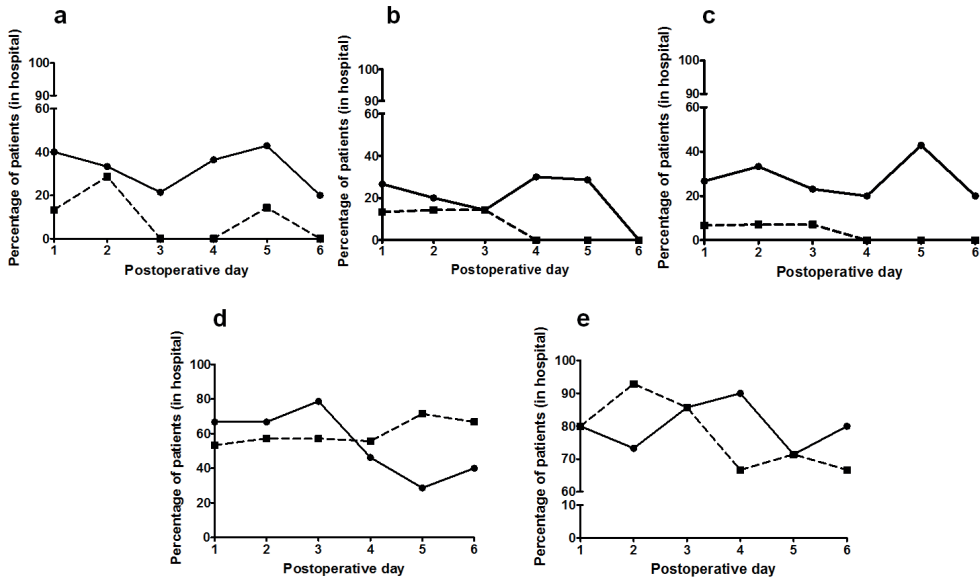 a
b
c
Percentage of patients (in hospital)
100
90
60
40
20
0
1 2 3 4 5 6
Postoperative day
Percentage of patients (in hospital)
100
90
60
40
20
0
1 2 3 4 5 6
Postoperative day
Percentage of patients (in hospital)
100
90
60
40
20
0
1 2 3 4 5 6
Postoperative day
d
e
Percentage of patients (in hospital)
100
80
60
40
20
0
1 2 3 4 5 6
Postoperative day
Percentage of patients (in hospital)
100
90
80
70
60
10
0
1 2 3 4 5 6
Postoperative day